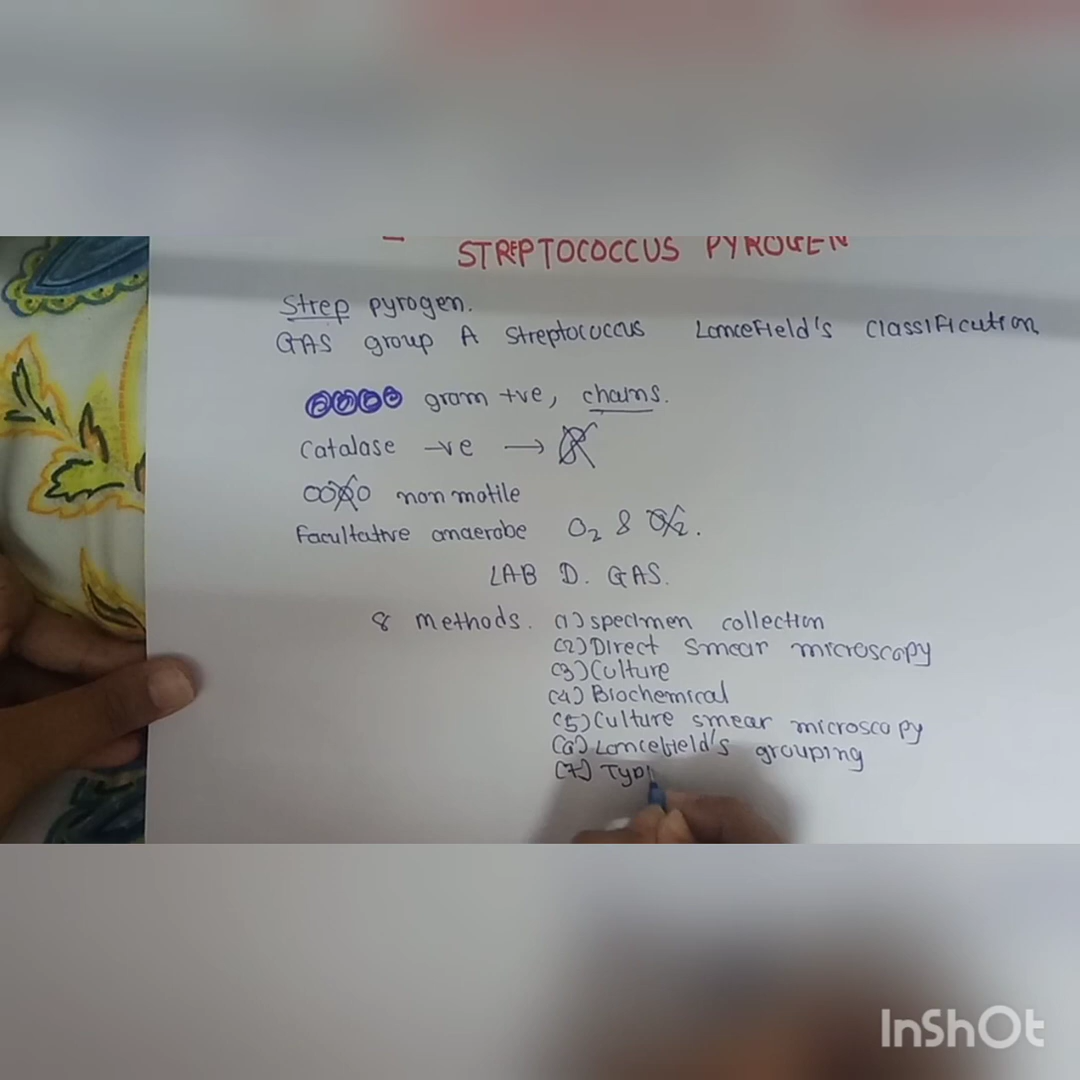 STREPTOCOCCUS PYROGEN
Strep pyrogen.
GAS group A Streptococcus Lancefield's classification
gram +ve, chains.
Catalase -ve →
non motile
Facultative anaerobe O2 & O2.
LAB D. GAS.
8 methods. (1) specimen collection
(2) Direct smear microscopy
(3) Culture
(4) Biochemical
(5) Culture smear microscopy
(6) Lancefield's grouping
(7) Typi
InShOt